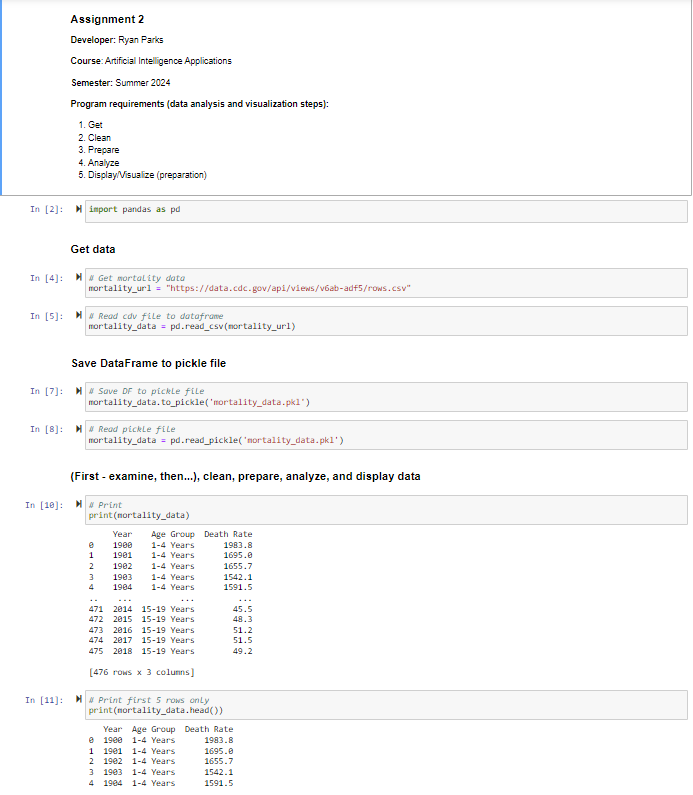 Assignment 2
Developer: Ryan Parks
Course: Artificial Intelligence Applications
Semester: Summer 2024
Program requirements (data analysis and visualization steps):
1. Get
2. Clean
3. Prepare
4. Analyze
5. Display/Visualize (preparation)
In [2]: import pandas as pd
Get data
In [4]: # Get mortality data
mortality_url = "https://data.cdc.gov/api/views/v6ab-adf5/rows.csv"
In [5]: # Read cdv file to dataframe
mortality_data = pd.read_csv(mortality_url)
Save DataFrame to pickle file
In [7]: # Save DF to pickle file
mortality_data.to_pickle('mortality_data.pkl')
In [8]: # Read pickle file
mortality_data = pd.read_pickle('mortality_data.pkl')
(First - examine, then...), clean, prepare, analyze, and display data
In [10]: # Print
print(mortality_data)
Year Age Group Death Rate
0 1900 1-4 Years 1983.8
1 1901 1-4 Years 1695.0
2 1902 1-4 Years 1655.7
3 1903 1-4 Years 1542.1
4 1904 1-4 Years 1591.5
.. ... ... ...
471 2014 15-19 Years 45.5
472 2015 15-19 Years 48.3
473 2016 15-19 Years 51.2
474 2017 15-19 Years 51.5
475 2018 15-19 Years 49.2
[476 rows x 3 columns]
In [11]: # Print first 5 rows only
print(mortality_data.head())
Year Age Group Death Rate
0 1900 1-4 Years 1983.8
1 1901 1-4 Years 1695.0
2 1902 1-4 Years 1655.7
3 1903 1-4 Years 1542.1
4 1904 1-4 Years 1591.5